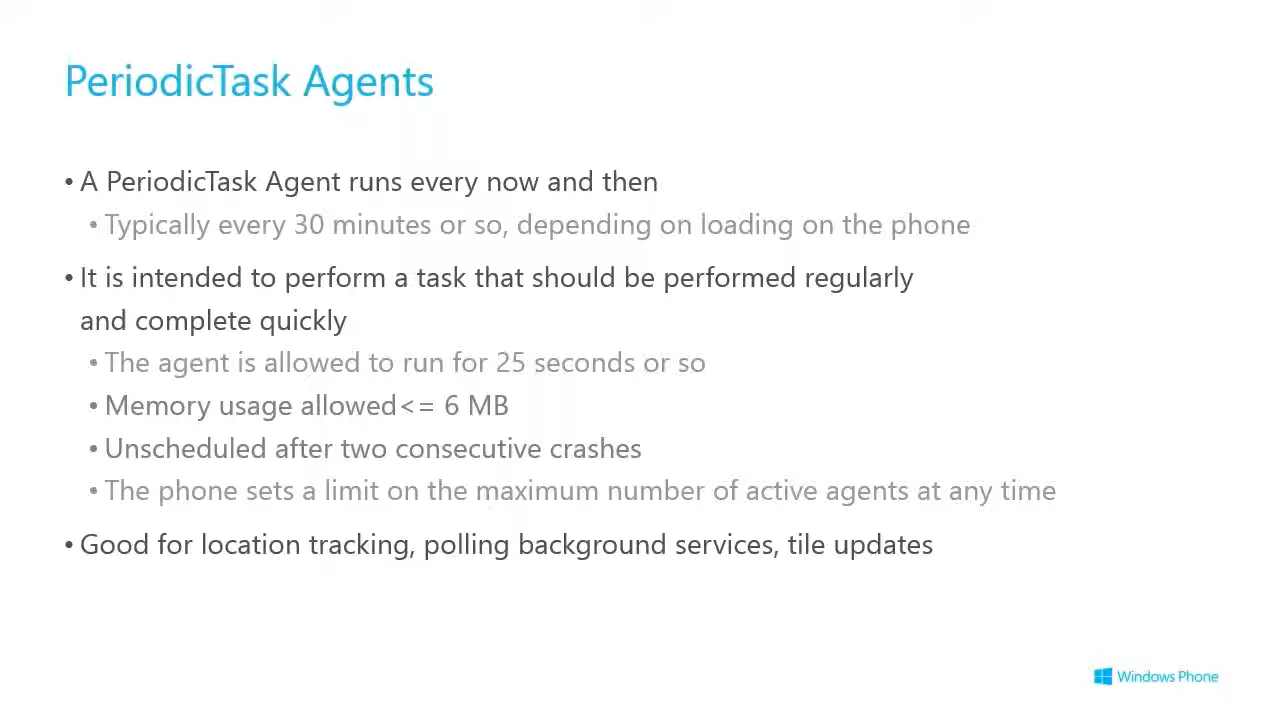 PeriodicTask Agents
• A PeriodicTask Agent runs every now and then
• Typically every 30 minutes or so, depending on loading on the phone
• It is intended to perform a task that should be performed regularly
and complete quickly
• The agent is allowed to run for 25 seconds or so
• Memory usage allowed<= 6 MB
• Unscheduled after two consecutive crashes
• The phone sets a limit on the maximum number of active agents at any time
• Good for location tracking, polling background services, tile updates
Windows Phone